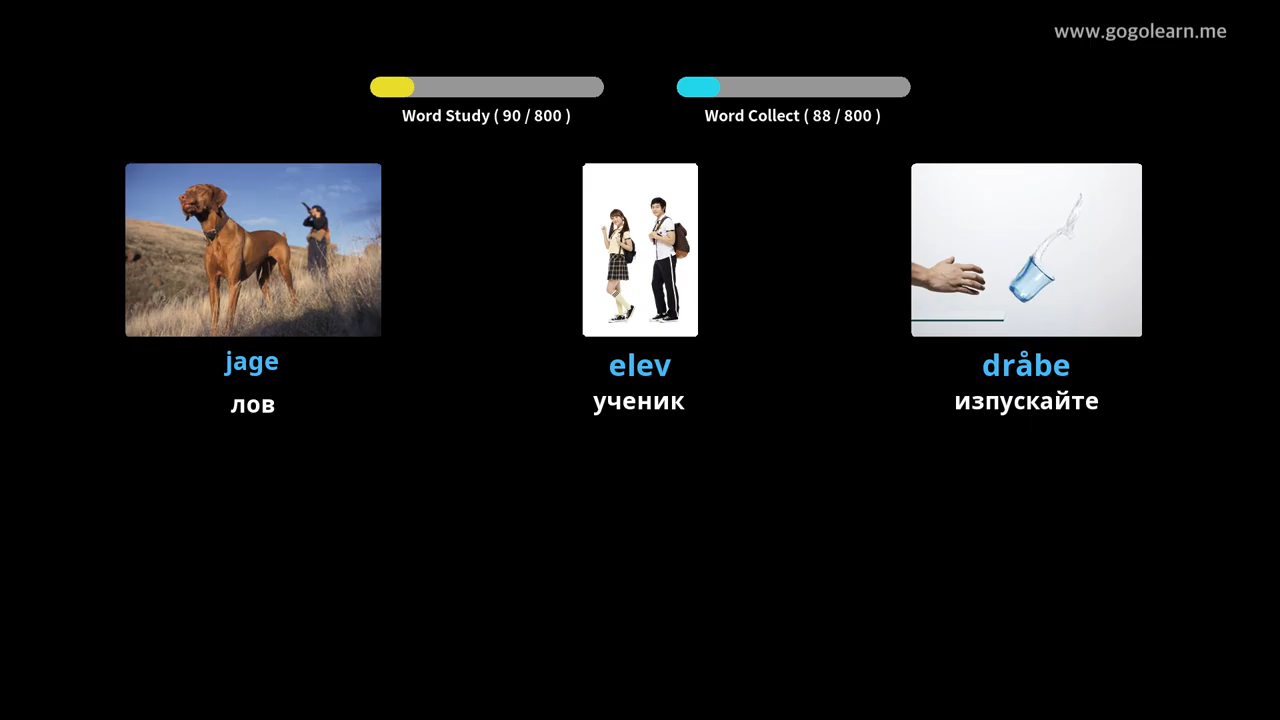 www.gogolearn.me
Word Study ( 90 / 800 )
Word Collect ( 88 / 800 )
jage
elev
dråbe
лов
ученик
изпускайте